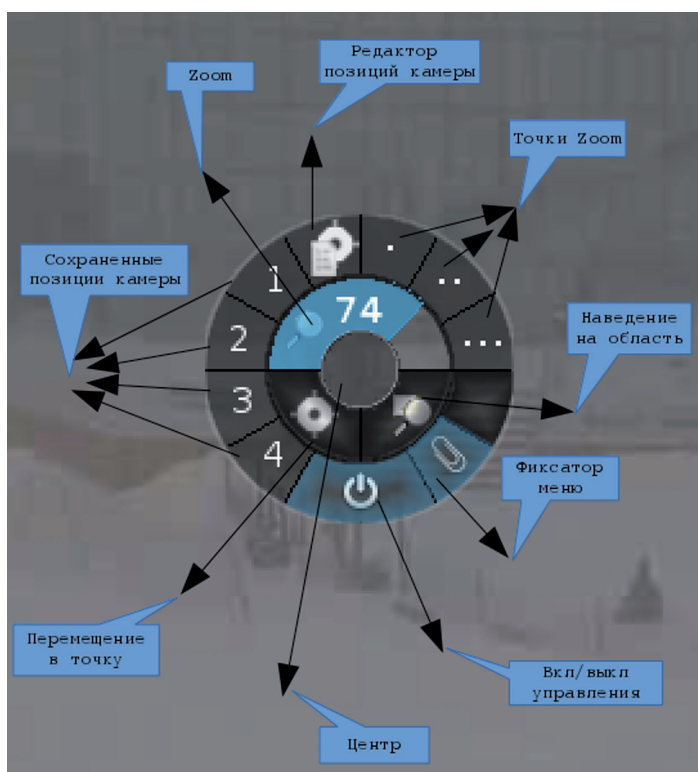 Редактор
позиций камеры
Zoom
Точки Zoom
Сохраненные
позиции камеры
1
74
2
Наведение
на область
3
4
Фиксатор
меню
Перемещение
в точку
Вкл/выкл
управления
Центр